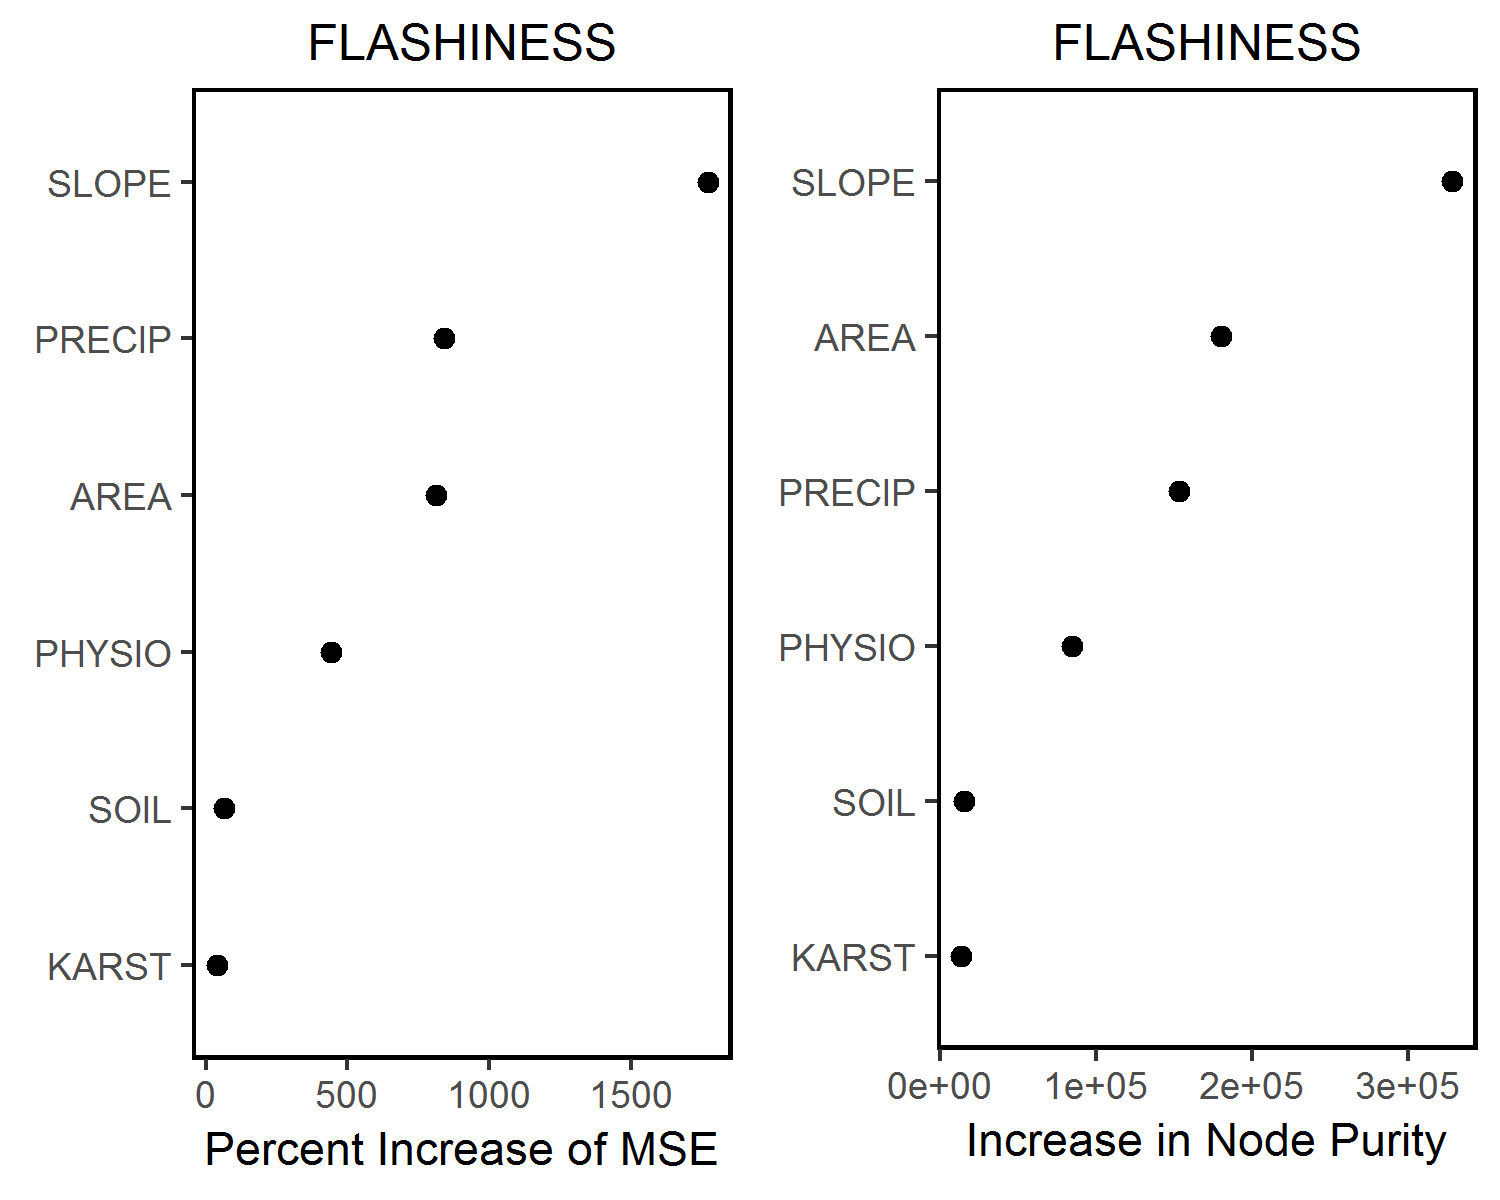 FLASHINESS
SLOPE
PRECIP
AREA
PHYSIO
SOIL
KARST
0 500 1000 1500
Percent Increase of MSE
FLASHINESS
SLOPE
AREA
PRECIP
PHYSIO
SOIL
KARST
0e+00 1e+05 2e+05 3e+05
Increase in Node Purity